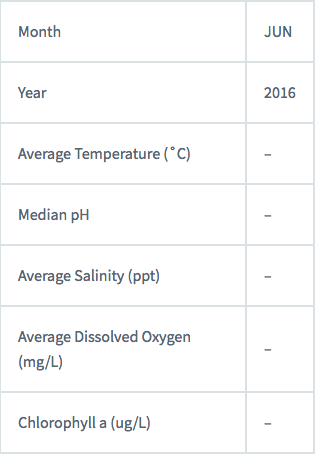 Month JUN
Year 2016
Average Temperature (˚C) –
Median pH –
Average Salinity (ppt) –
Average Dissolved Oxygen
(mg/L) –
Chlorophyll a (ug/L) –